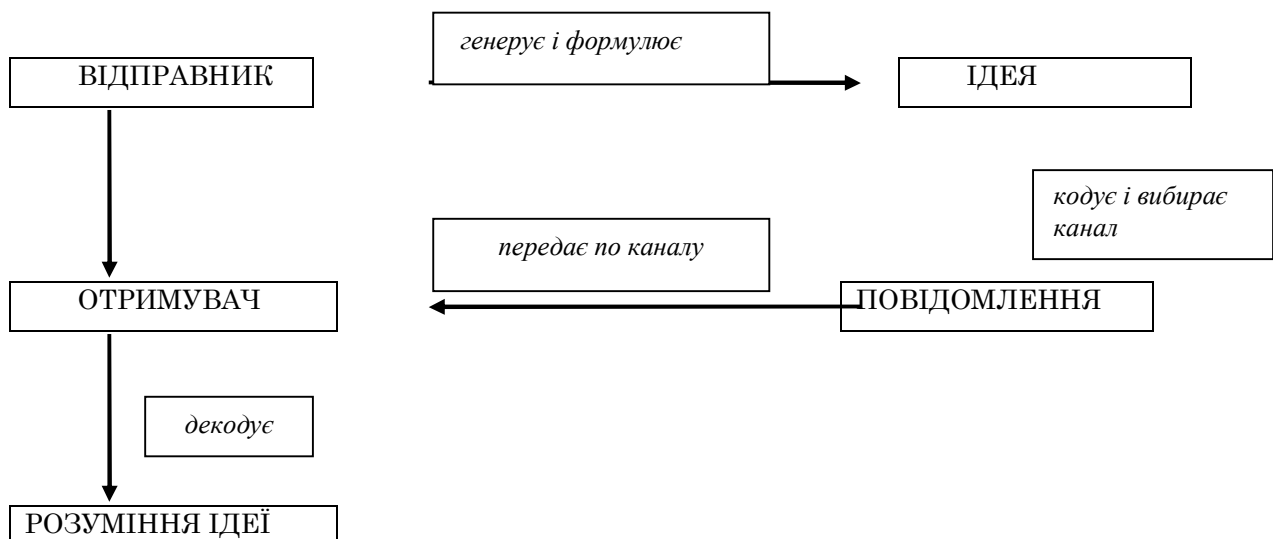 генерує і формулює
ВІДПРАВНИК
ІДЕЯ
кодує і вибирає
канал
передає по каналу
ОТРИМУВАЧ
ПОВІДОМЛЕННЯ
декодує
РОЗУМІННЯ ІДЕЇ